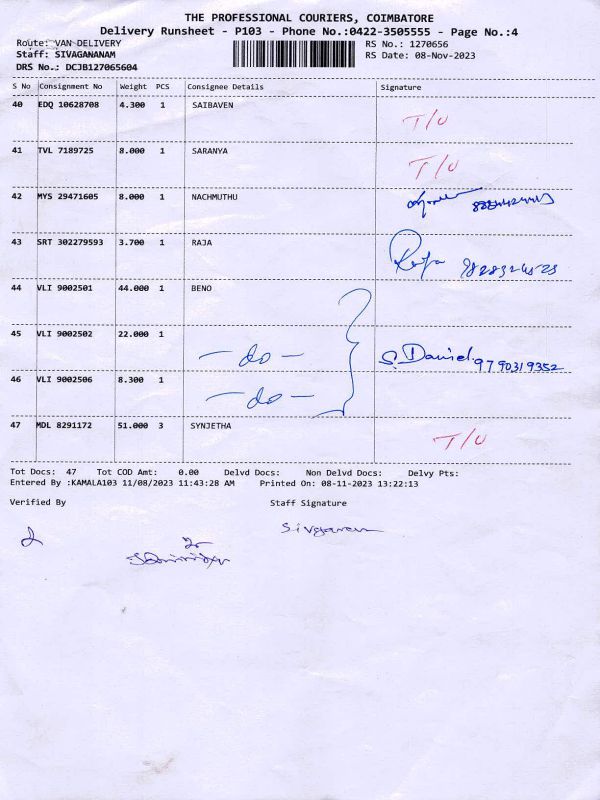 THE PROFESSIONAL COURIERS, COIMBATORE
Delivery Runsheet - P103 - Phone No.:0422-3505555 - Page No.:4
Route: VAN DELIVERY RS No.: 1270656
Staff: SIVAGANANAM RS Date: 08-Nov-2023
DRS No.: DCJB127065604
S No Consignment No Weight PCS Consignee Details Signature
40 EDQ 10628708 4.300 1 SAIBAVEN
T/U
41 TVL 7189725 8.000 1 SARANYA
T/U
42 MYS 29471605 8.000 1 NACHMUTHU
43 SRT 302279593 3.700 1 RAJA
Raja
44 VLI 9002501 44.000 1 BENO
45 VLI 9002502 22.000 1
-do- S. Daniel. 9790319352
46 VLI 9002506 8.300 1
-do-
47 MDL 8291172 51.000 3 SYNJETHA
T/U
Tot Docs: 47 Tot COD Amt: 0.00 Delvd Docs: Non Delvd Docs: Delvy Pts:
Entered By :KAMALA103 11/08/2023 11:43:28 AM Printed On: 08-11-2023 13:22:13
Verified By Staff Signature